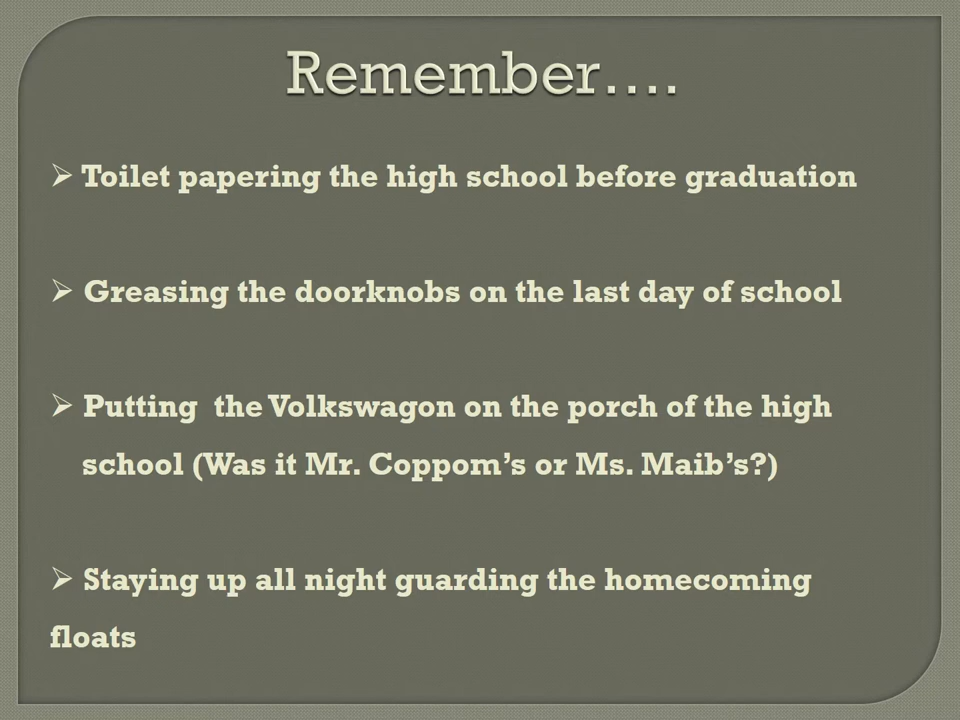 Remember....
➢ Toilet papering the high school before graduation
➢ Greasing the doorknobs on the last day of school
➢ Putting  the Volkswagon on the porch of the high
school (Was it Mr. Coppom’s or Ms. Maib’s?)
➢ Staying up all night guarding the homecoming
floats